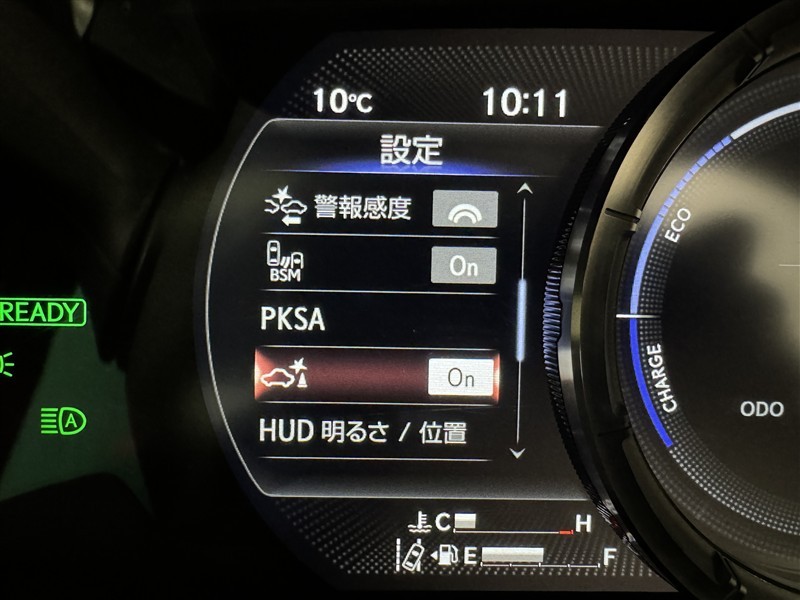 10°C 10:11
設定
警報感度
BSM On
PKSA
On
HUD 明るさ / 位置
READY
A
ECO
CHARGE
ODO
C H
E F